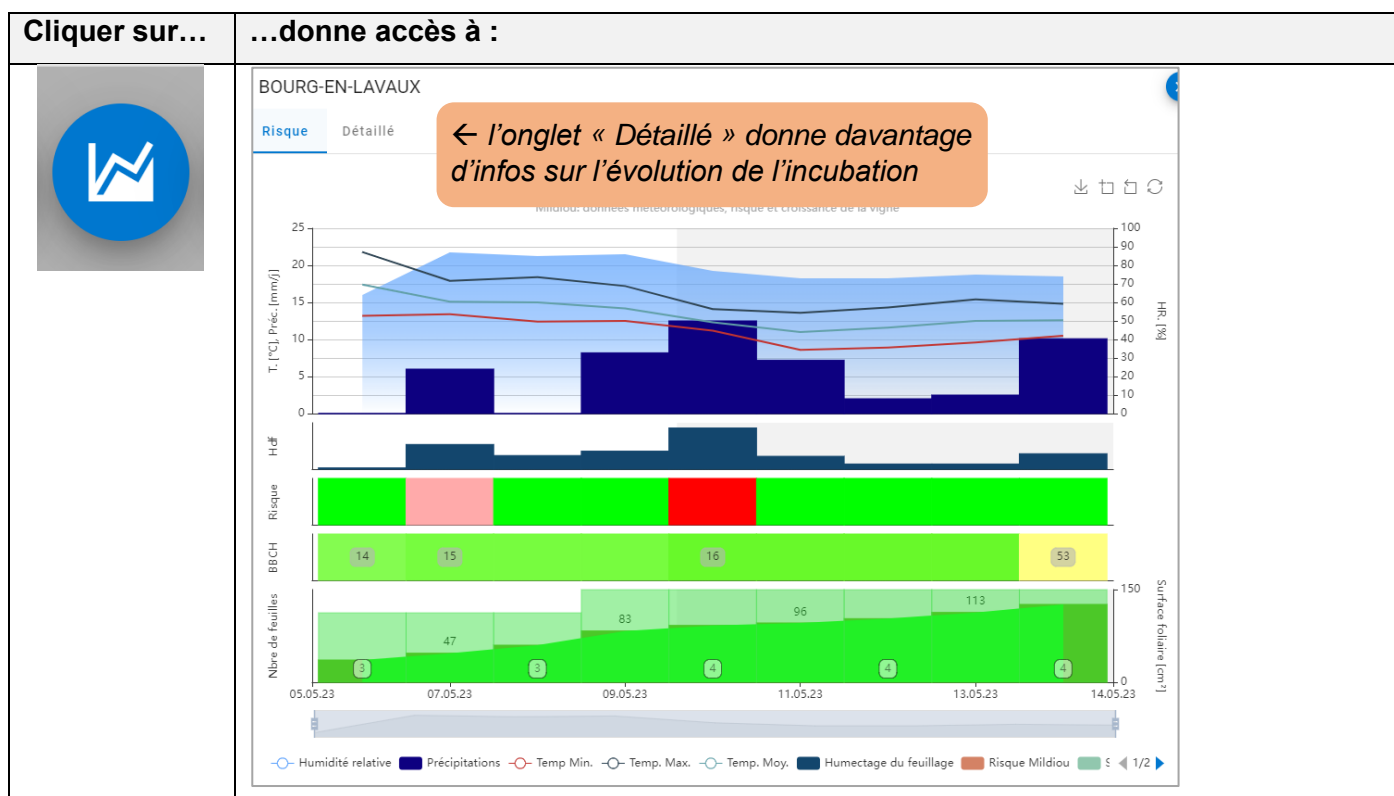 Cliquer sur… …donne accès à :
BOURG-EN-LAVAUX
Risque Détaillé
← l'onglet « Détaillé » donne davantage
d'infos sur l'évolution de l'incubation
Mildiou: données météorologiques, risque et croissance de la vigne
T. [°C], Préc. [mm/j]
25
20
15
10
5
0
100
90
80
70
60
50
40
30
20
10
0
HR. [%]
Hdf
Risque
BBCH
14 15 16 53
Nbre de feuilles
47 83 96 113
3 3 4 4 4
150
0
Surface foliaire [cm²]
05.05.23 07.05.23 09.05.23 11.05.23 13.05.23 14.05.23
Humidité relative Précipitations Temp Min. Temp. Max. Temp. Moy. Humectage du feuillage Risque Mildiou S 1/2